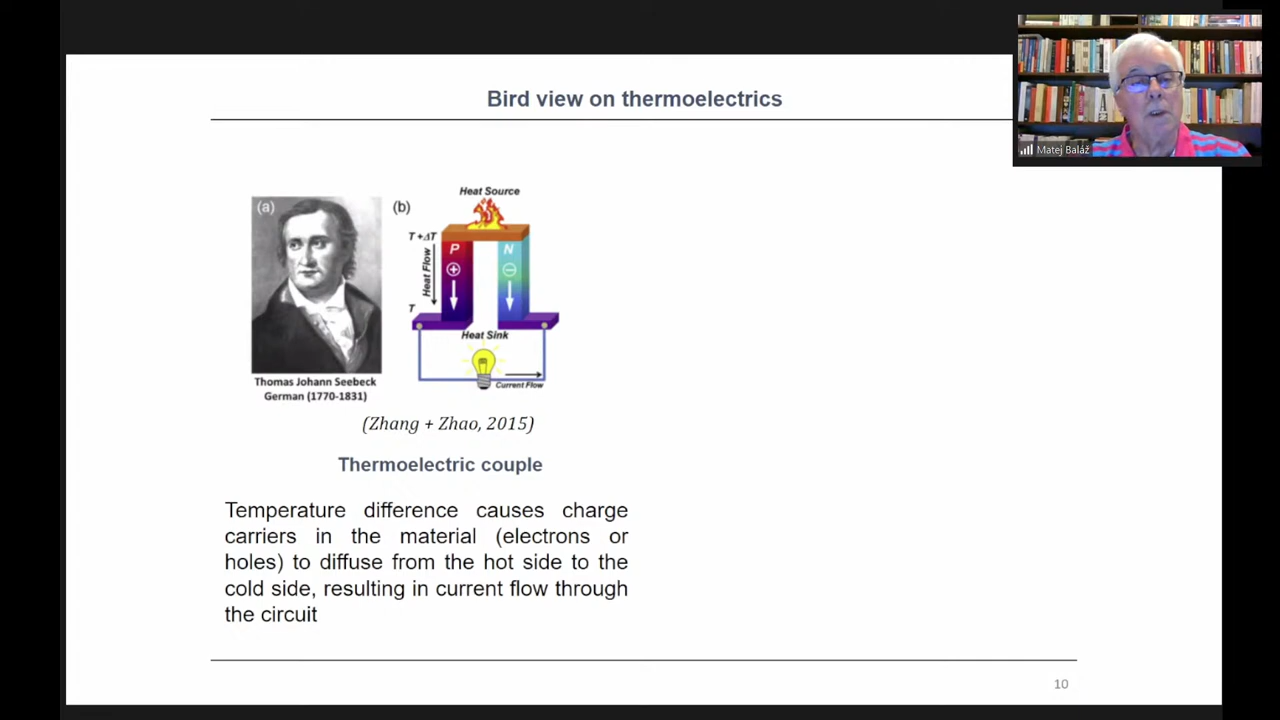 Bird view on thermoelectrics
Matej Baláž
(a)
(b)
Heat Source
T +ΔT
P
N
Heat Flow
T
Heat Sink
Current Flow
Thomas Johann Seebeck
German (1770-1831)
(Zhang + Zhao, 2015)
Thermoelectric couple
Temperature difference causes charge
carriers in the material (electrons or
holes) to diffuse from the hot side to the
cold side, resulting in current flow through
the circuit
10